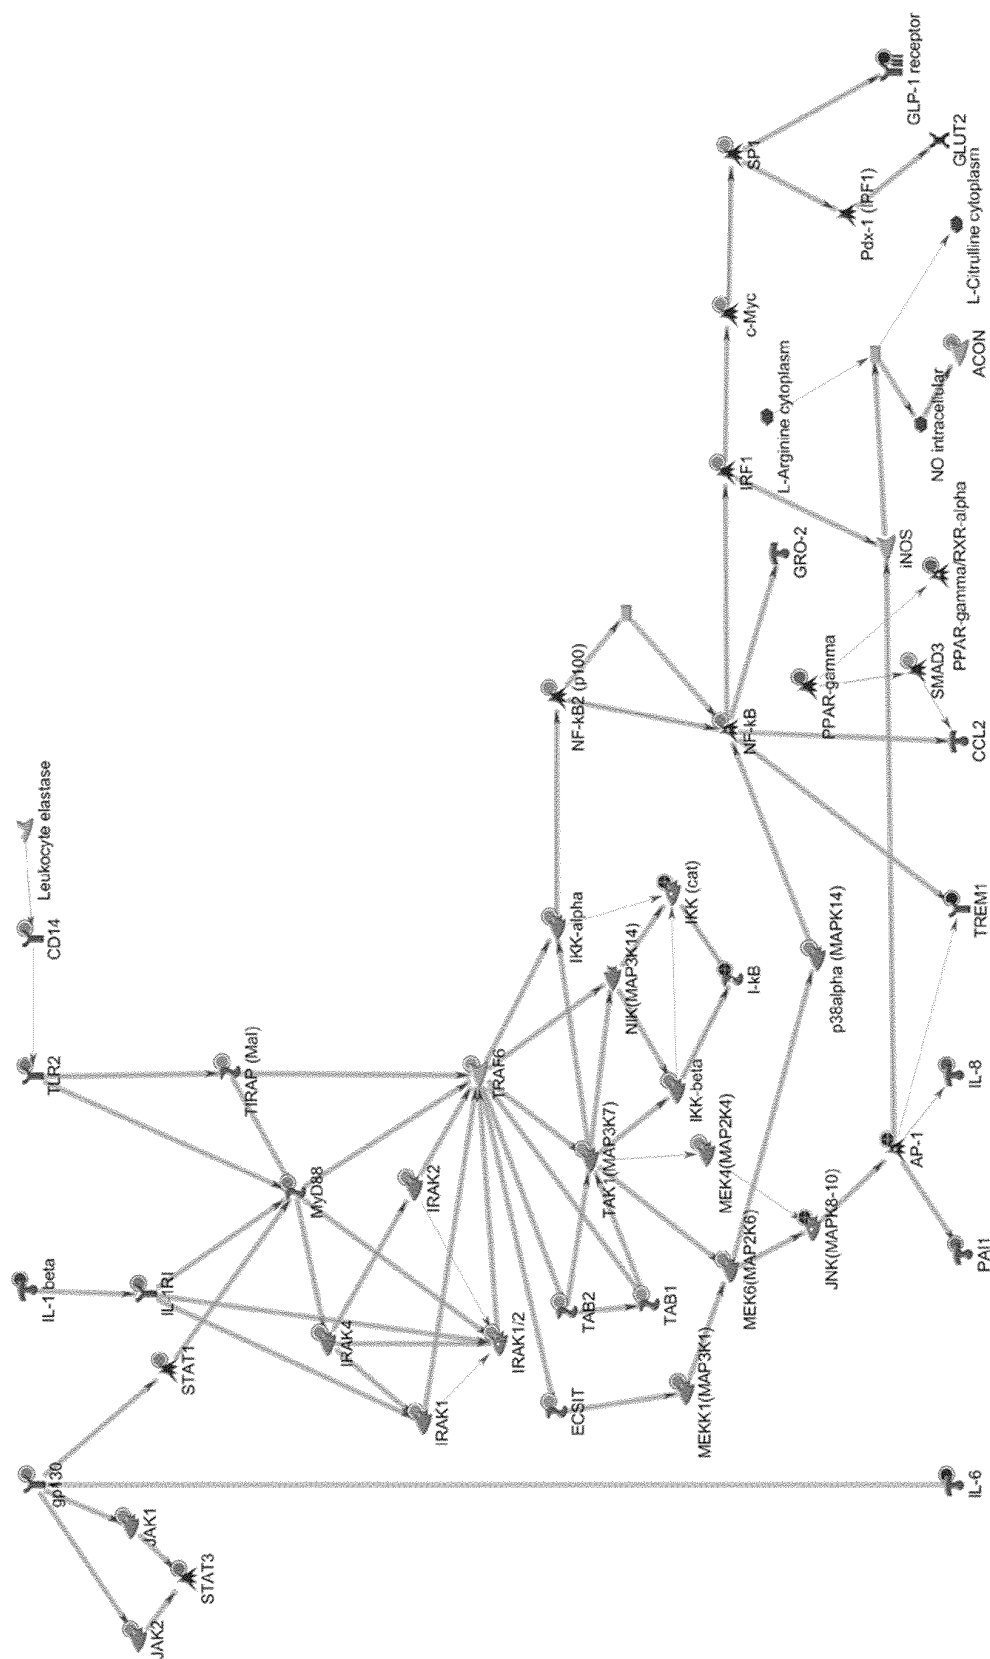 JAK2
STAT3
JAK1
gp130
IL-6
STAT1
IL-1 beta
IL-1RI
TLR2
CD14
Leukocyte elastase
TIRAP (Mal)
MyD88
IRAK4
IRAK1
IRAK2
IRAK1/2
TRAF6
ECSIT
TAB2
TAB1
MEKK1(MAP3K1)
TAK1(MAP3K7)
NIK(MAP3K14)
IKK-alpha
IKK-beta
IKK (cat)
I-kB
MEK4(MAP2K4)
MEK6(MAP2K6)
JNK(MAPK8-10)
p38alpha (MAPK14)
NF-kB2 (p100)
NF-kB
AP-1
PAI1
IL-8
TREM1
CCL2
SMAD3
PPAR-gamma
PPAR-gamma/RXR-alpha
GRO-2
iNOS
IRF1
L-Arginine cytoplasm
NO intracellular
ACON
L-Citrulline cytoplasm
c-Myc
SP1
Pdx-1 (IPF1)
GLUT2
GLP-1 receptor